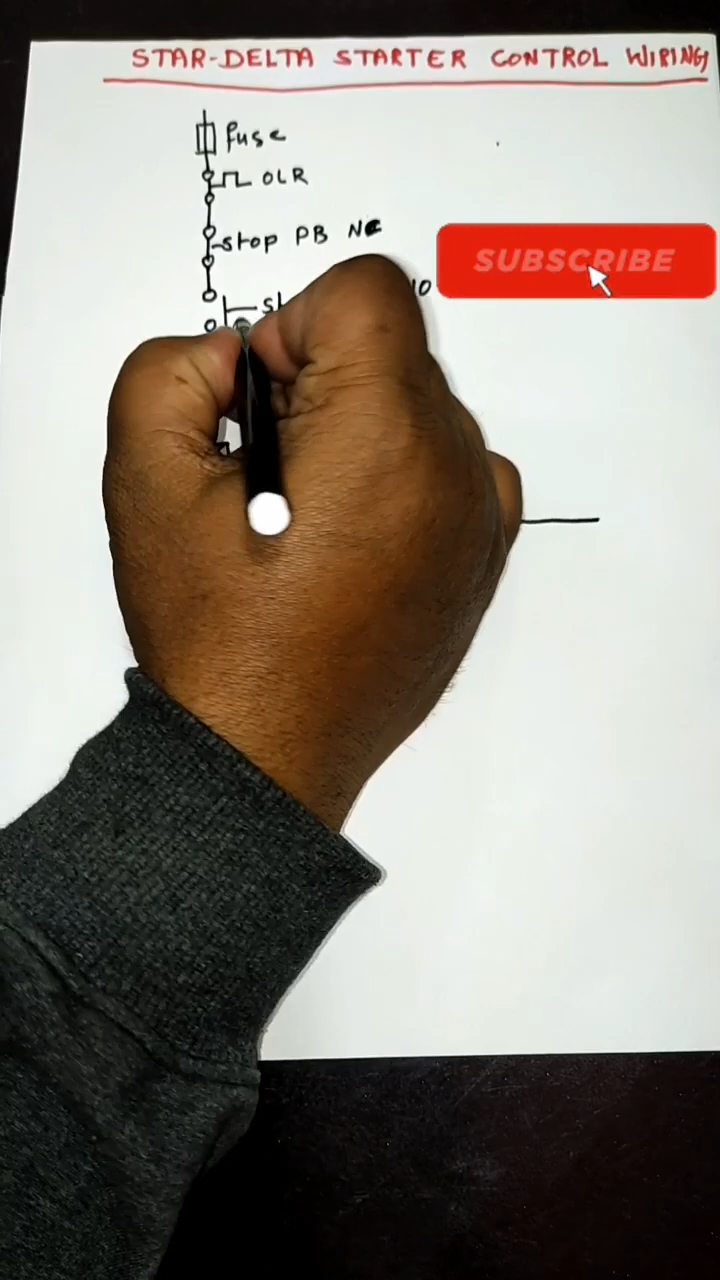 STAR-DELTA STARTER CONTROL WIRING
fuse
OLR
stop PB NC
SUBSCRIBE